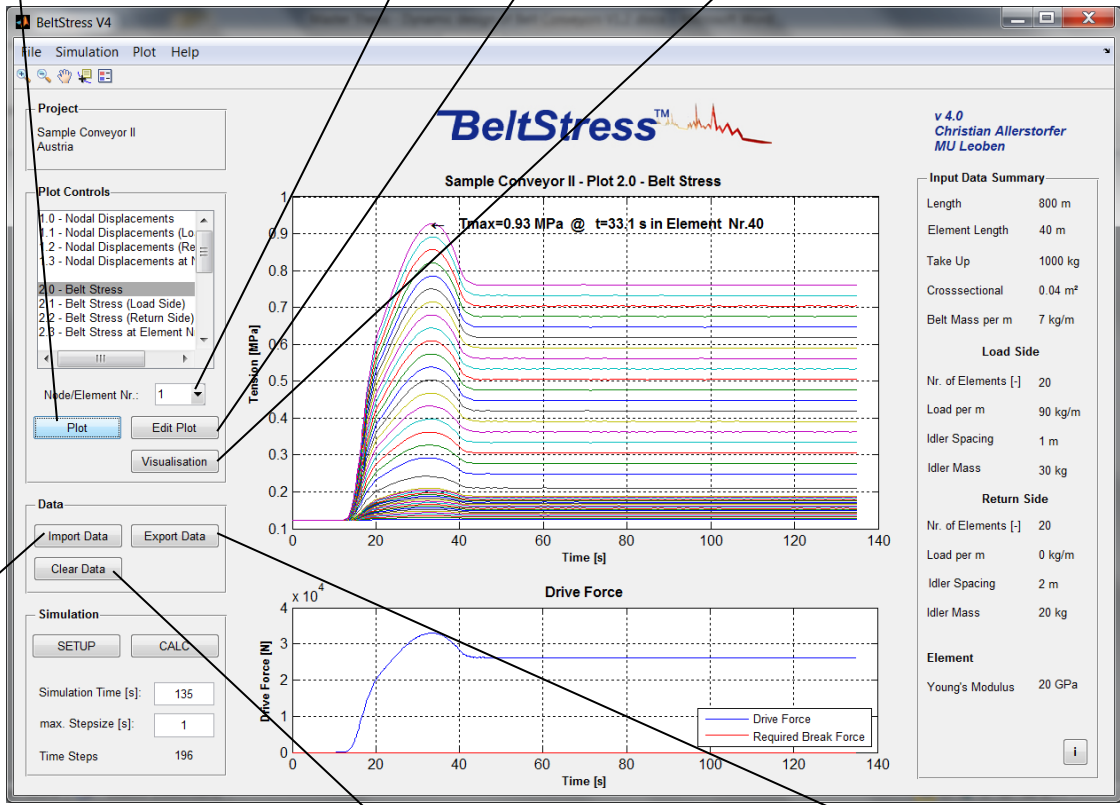 BeltStress V4
File Simulation Plot Help
Project
Sample Conveyor II
Austria
BeltStress™
v 4.0
Christian Allerstorfer
MU Leoben
Plot Controls
1.0 - Nodal Displacements
1.1 - Nodal Displacements (Lo
1.2 - Nodal Displacements (Re
1.3 - Nodal Displacements at N
2.0 - Belt Stress
2.1 - Belt Stress (Load Side)
2.2 - Belt Stress (Return Side)
2.3 - Belt Stress at Element N
Node/Element Nr.: 1
Plot
Edit Plot
Visualisation
Data
Import Data
Export Data
Clear Data
Simulation
SETUP
CALC
Simulation Time [s]: 135
max. Stepsize [s]: 1
Time Steps 196
Sample Conveyor II - Plot 2.0 - Belt Stress
Tmax=0.93 MPa @ t=33.1 s in Element Nr.40
Tension [MPa]
1
0.9
0.8
0.7
0.6
0.5
0.4
0.3
0.2
0.1
0 20 40 60 80 100 120 140
Time [s]
Drive Force
x 10^4
Drive Force [N]
4
3
2
1
0
0 20 40 60 80 100 120 140
Time [s]
Drive Force
Required Break Force
Input Data Summary
Length 800 m
Element Length 40 m
Take Up 1000 kg
Crosssectional 0.04 m²
Belt Mass per m 7 kg/m
Load Side
Nr. of Elements [-] 20
Load per m 90 kg/m
Idler Spacing 1 m
Idler Mass 30 kg
Return Side
Nr. of Elements [-] 20
Load per m 0 kg/m
Idler Spacing 2 m
Idler Mass 20 kg
Element
Young's Modulus 20 GPa
i